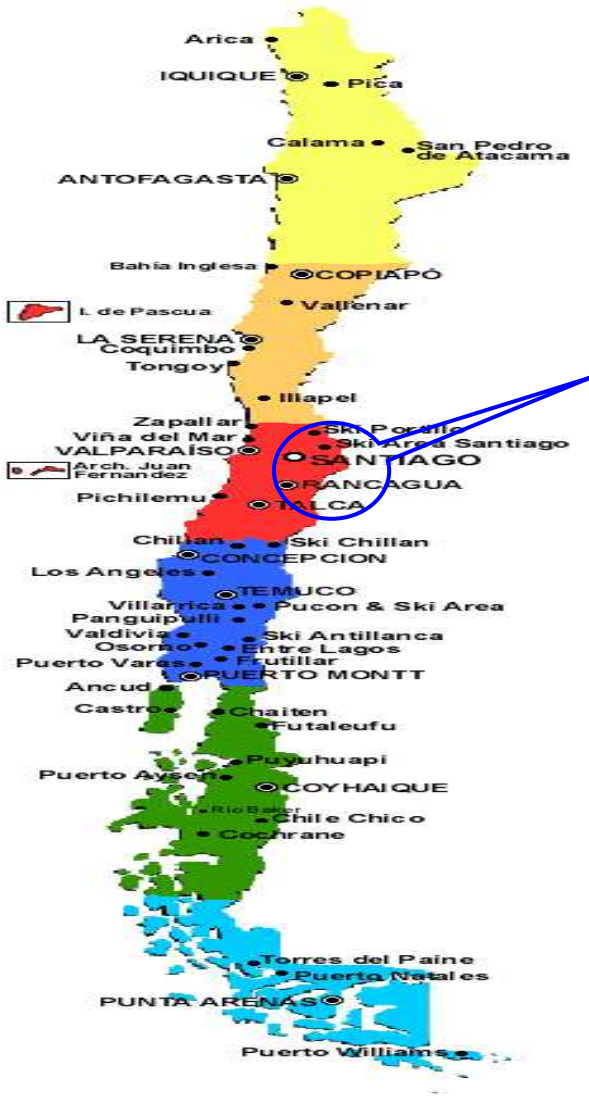 Arica
IQUIQUE
Pica
Calama
San Pedro
de Atacama
ANTOFAGASTA
Bahía Inglesa
COPIAPÓ
Vallenar
I. de Pascua
LA SERENA
Coquimbo
Tongoy
Illapel
Zapallar
Ski Portillo
Viña del Mar
Ski Area Santiago
VALPARAÍSO
SANTIAGO
Arch. Juan
Fernandez
RANCAGUA
Pichilemu
TALCA
Chillan
Ski Chillan
CONCEPCION
Los Angeles
TEMUCO
Villarrica
Pucon & Ski Area
Panguipulli
Valdivia
Ski Antillanca
Osorno
Entre Lagos
Puerto Varas
Frutillar
PUERTO MONTT
Ancud
Castro
Chaiten
Futaleufu
Puyuhuapi
Puerto Aysen
COYHAIQUE
Rio Baker
Chile Chico
Cochrane
Torres del Paine
Puerto Natales
PUNTA ARENAS
Puerto Williams